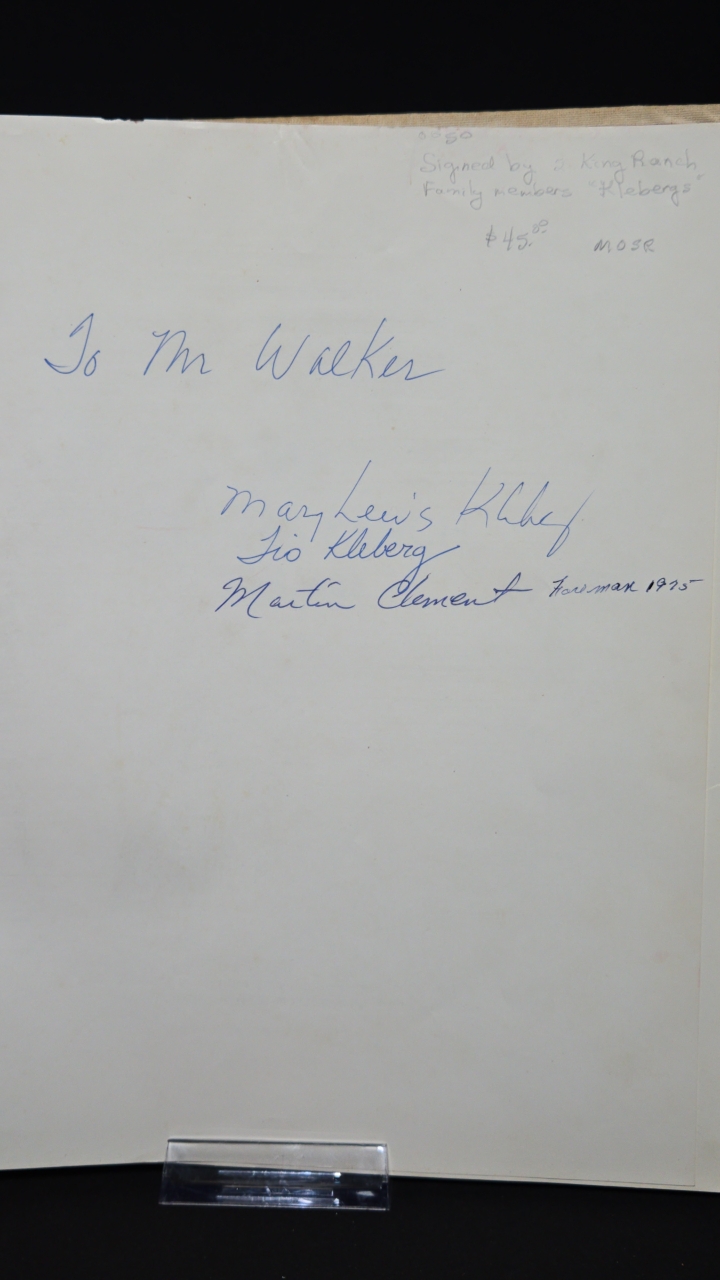 Signed by 2 King Ranch
Family members "Klebergs"
$45.00 MOSR
To Mr Walker
Mary Lewis Kleberg
Tio Kleberg
Martin Clement Foreman 1975